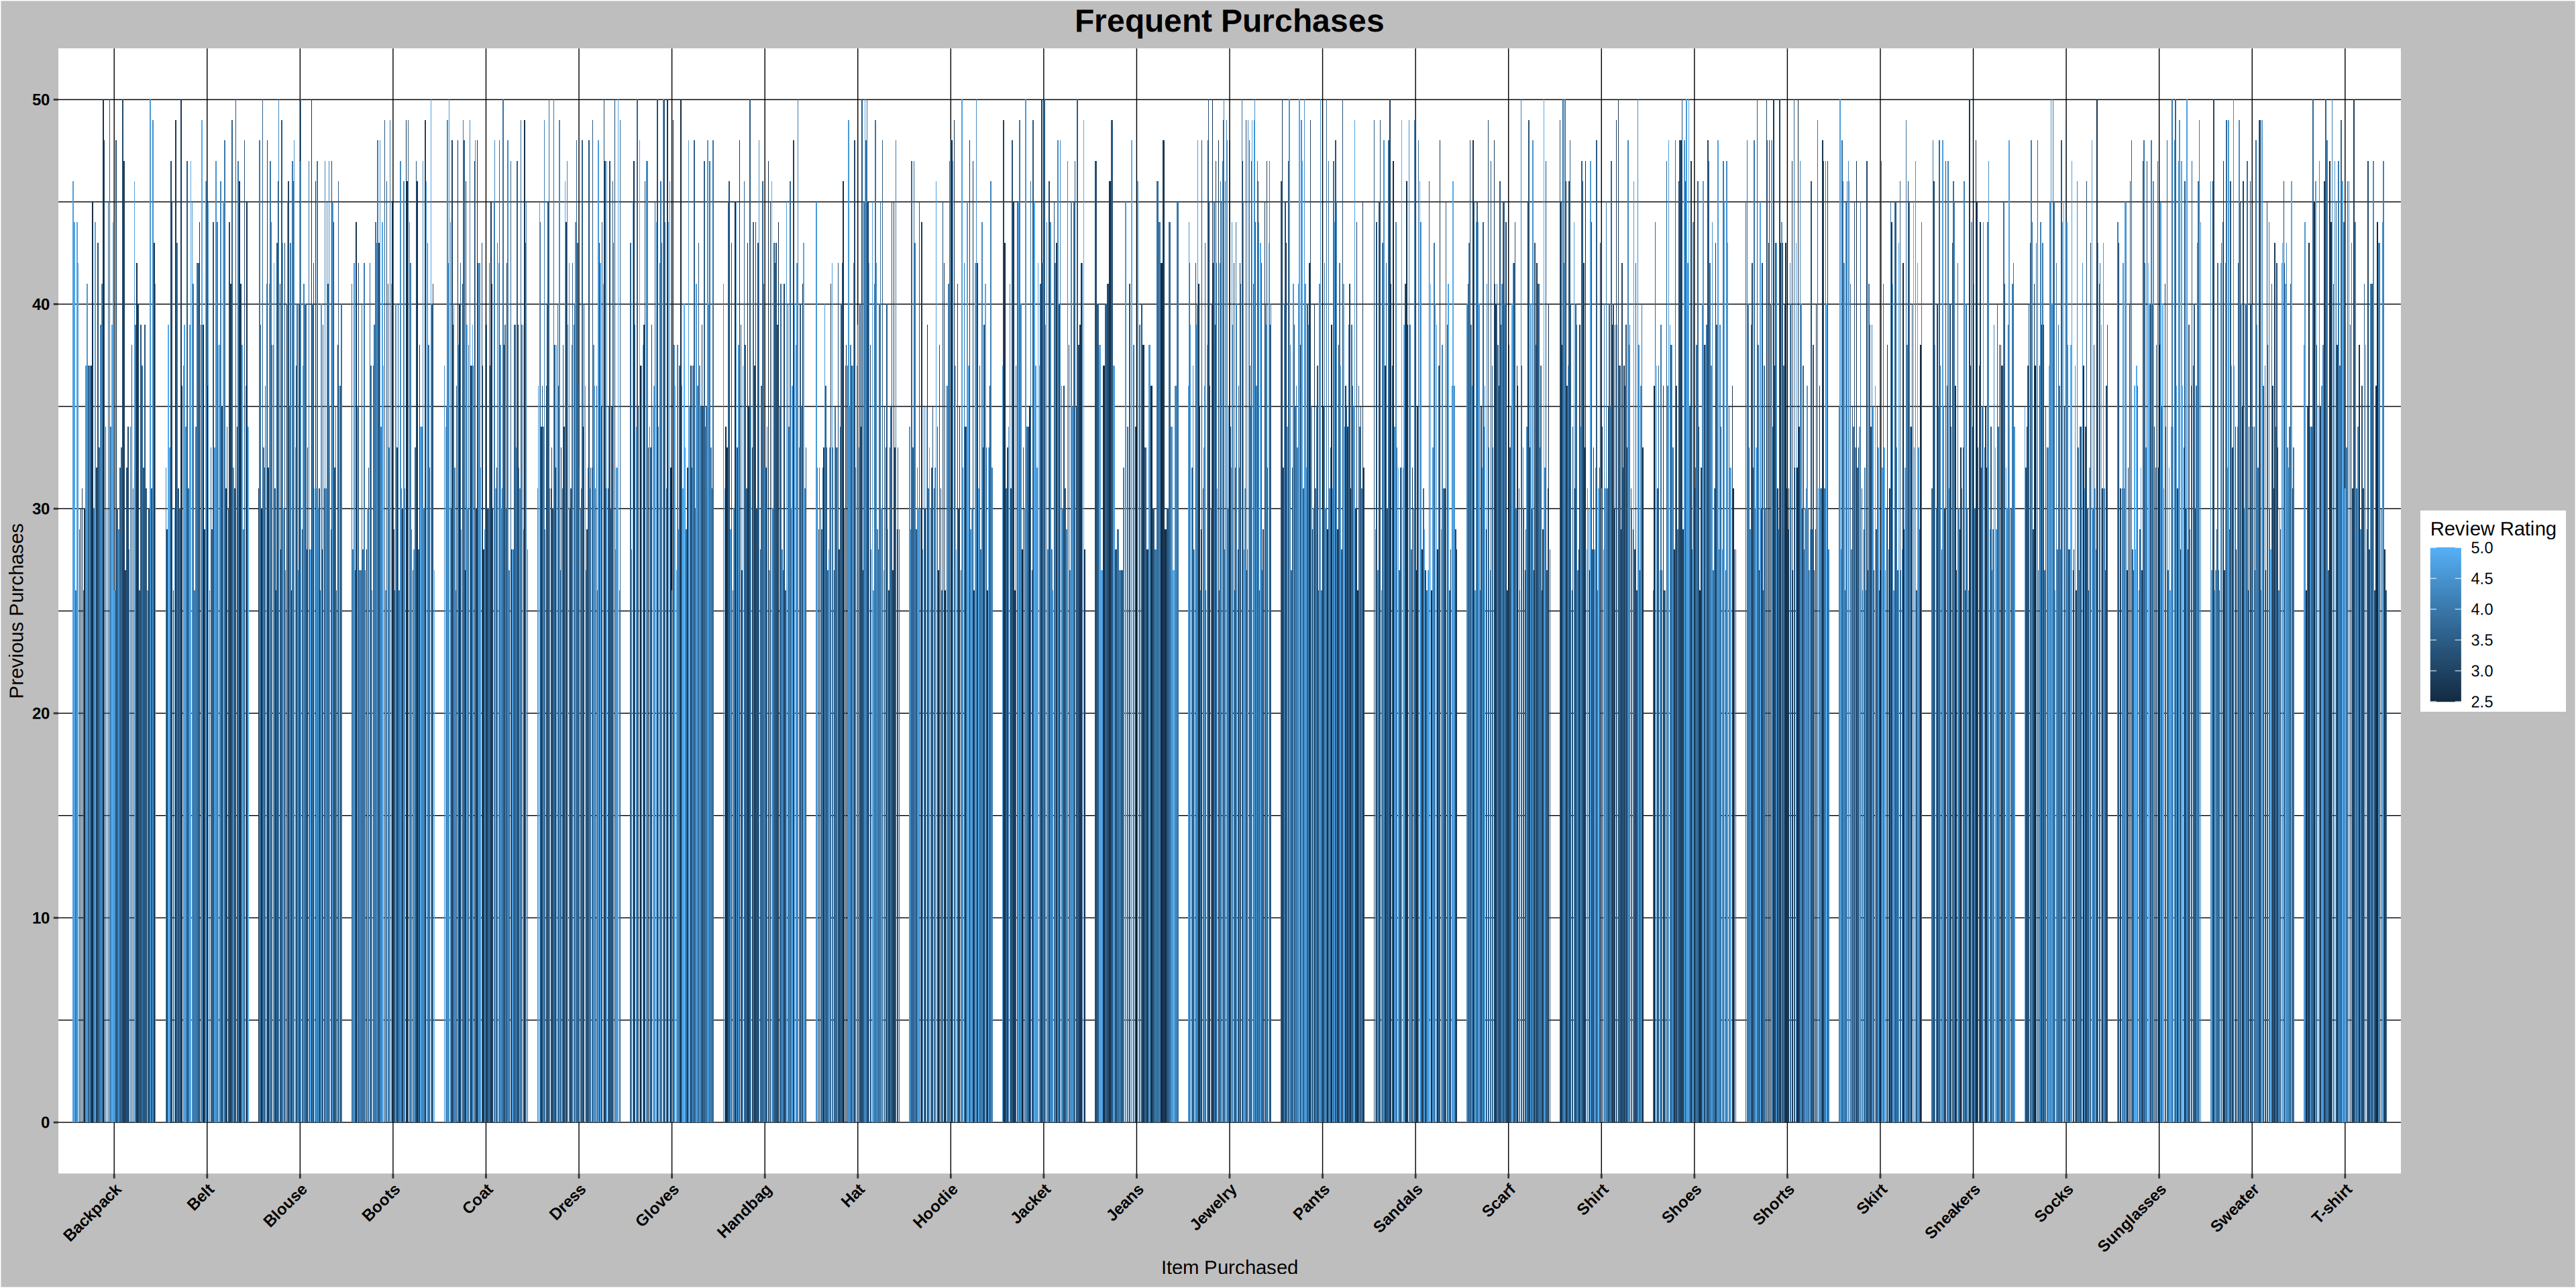 Frequent Purchases
Previous Purchases
50
40
30
20
10
0
Backpack
Belt
Blouse
Boots
Coat
Dress
Gloves
Handbag
Hat
Hoodie
Jacket
Jeans
Jewelry
Pants
Sandals
Scarf
Shirt
Shoes
Shorts
Skirt
Sneakers
Socks
Sunglasses
Sweater
T-shirt
Item Purchased
Review Rating
5.0
4.5
4.0
3.5
3.0
2.5